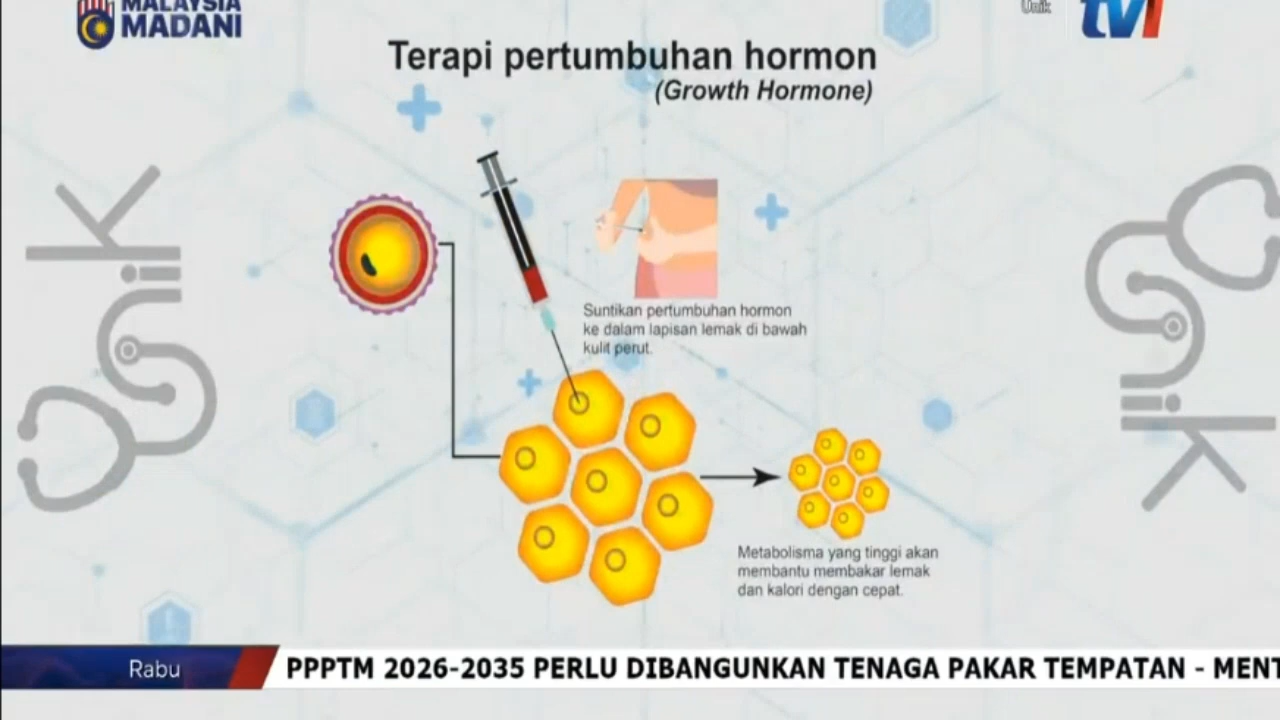 MALAYSIA
MADANI
Unik
tv1
Terapi pertumbuhan hormon
(Growth Hormone)
Suntikan pertumbuhan hormon
ke dalam lapisan lemak di bawah
kulit perut.
Metabolisma yang tinggi akan
membantu membakar lemak
dan kalori dengan cepat.
Usnik
Usnik
Rabu
PPPTM 2026-2035 PERLU DIBANGUNKAN TENAGA PAKAR TEMPATAN - MENT